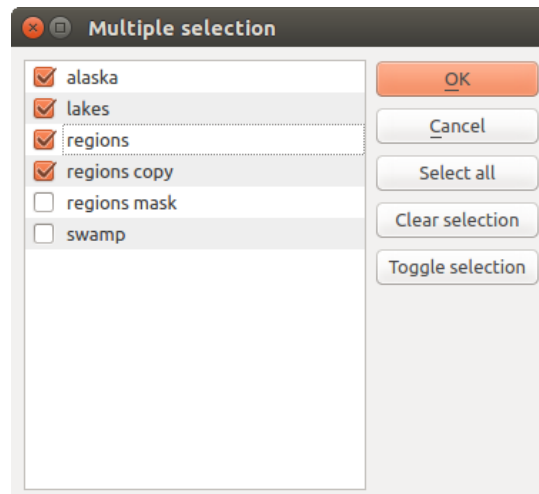 Multiple selection
alaska
lakes
regions
regions copy
regions mask
swamp
OK
Cancel
Select all
Clear selection
Toggle selection